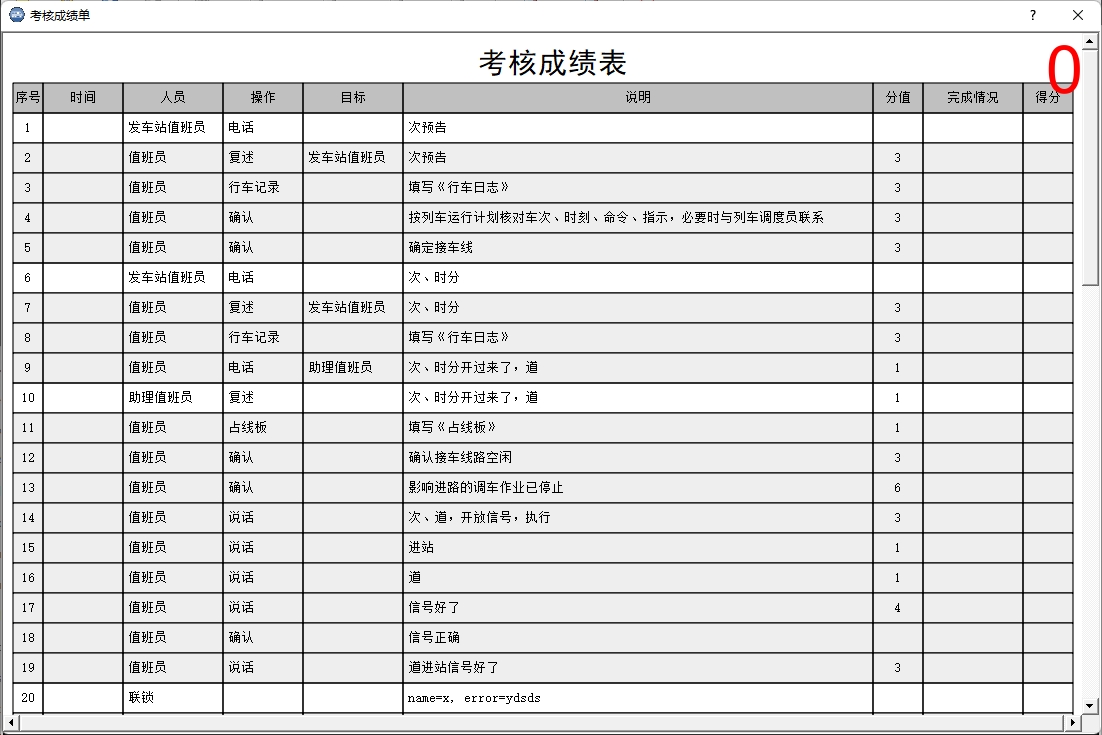 考核成绩单
?
考核成绩表
0
序号 时间 人员 操作 目标 说明 分值 完成情况 得分
1 发车站值班员 电话 次预告
2 值班员 复述 发车站值班员 次预告 3
3 值班员 行车记录 填写《行车日志》 3
4 值班员 确认 按列车运行计划核对车次、时刻、命令、指示，必要时与列车调度员联系 3
5 值班员 确认 确定接车线 3
6 发车站值班员 电话 次、时分
7 值班员 复述 发车站值班员 次、时分 3
8 值班员 行车记录 填写《行车日志》 3
9 值班员 电话 助理值班员 次、时分开过来了，道 1
10 助理值班员 复述 次、时分开过来了，道 1
11 值班员 占线板 填写《占线板》 1
12 值班员 确认 确认接车线路空闲 3
13 值班员 确认 影响进路的调车作业已停止 6
14 值班员 说话 次、道，开放信号，执行 3
15 值班员 说话 进站 1
16 值班员 说话 道 1
17 值班员 说话 信号好了 4
18 值班员 确认 信号正确
19 值班员 说话 道进站信号好了 3
20 联锁 name=x, error=ydsds